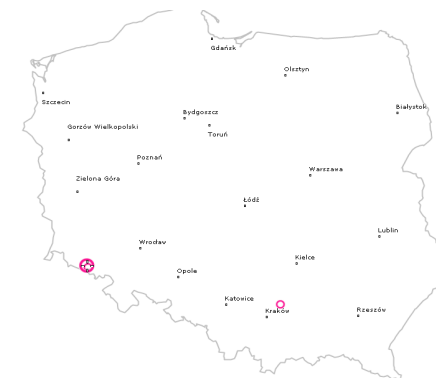 Gdańsk
Olsztyn
Szczecin
Białystok
Bydgoszcz
Gorzów Wielkopolski
Toruń
Poznań
Warszawa
Zielona Góra
Łódź
Lublin
Wrocław
Kielce
Opole
Katowice
Kraków
Rzeszów